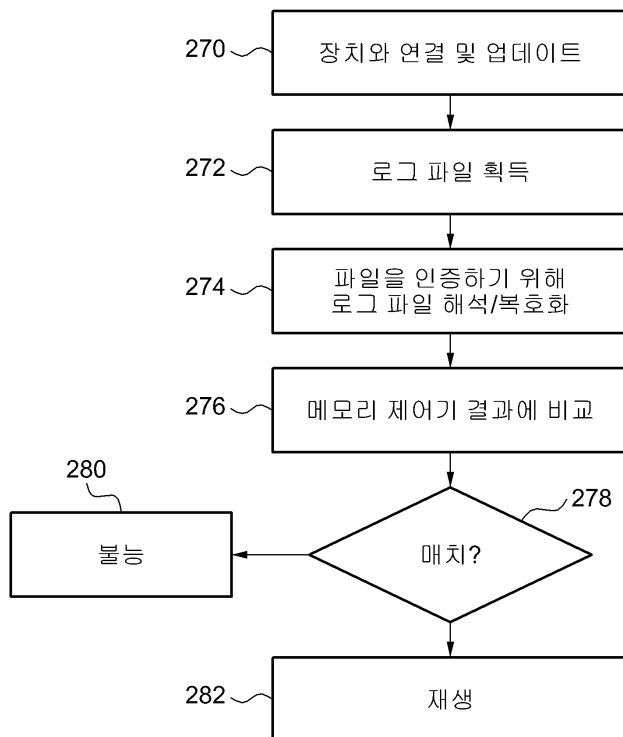 270
장치와 연결 및 업데이트
272
로그 파일 획득
274
파일을 인증하기 위해
로그 파일 해석/복호화
276
메모리 제어기 결과에 비교
280
278
불능
매치?
282
재생